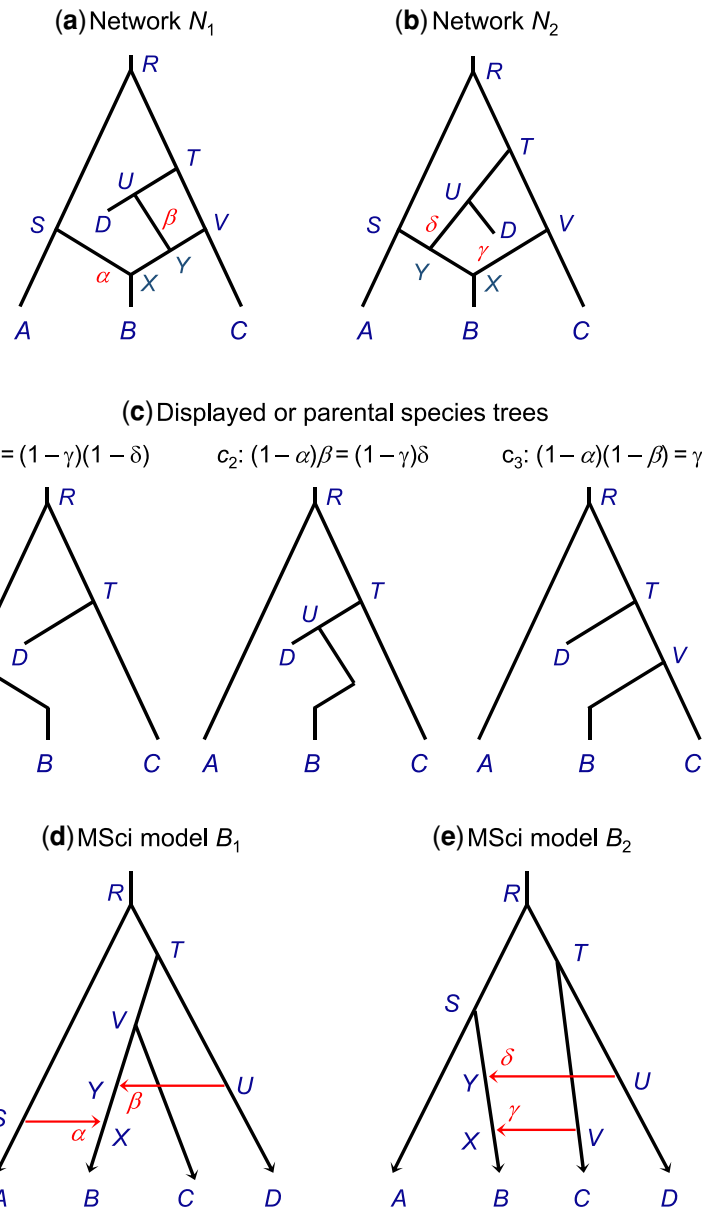 (a) Network N₁
(b) Network N₂
R
R
T
T
U
U
D
β
S
V
S
δ
D
V
α
X
Y
Y
γ
X
A
B
C
A
B
C
(c) Displayed or parental species trees
= (1 − γ)(1 − δ)
c₂: (1 − α)β = (1 − γ)δ
c₃: (1 − α)(1 − β) = γ
R
R
R
T
U
T
T
D
D
D
V
B
C
A
B
C
A
B
C
(d) MSci model B₁
(e) MSci model B₂
R
R
T
T
S
V
δ
Y
β
U
Y
U
S
α
X
γ
X
V
A
B
C
D
A
B
C
D